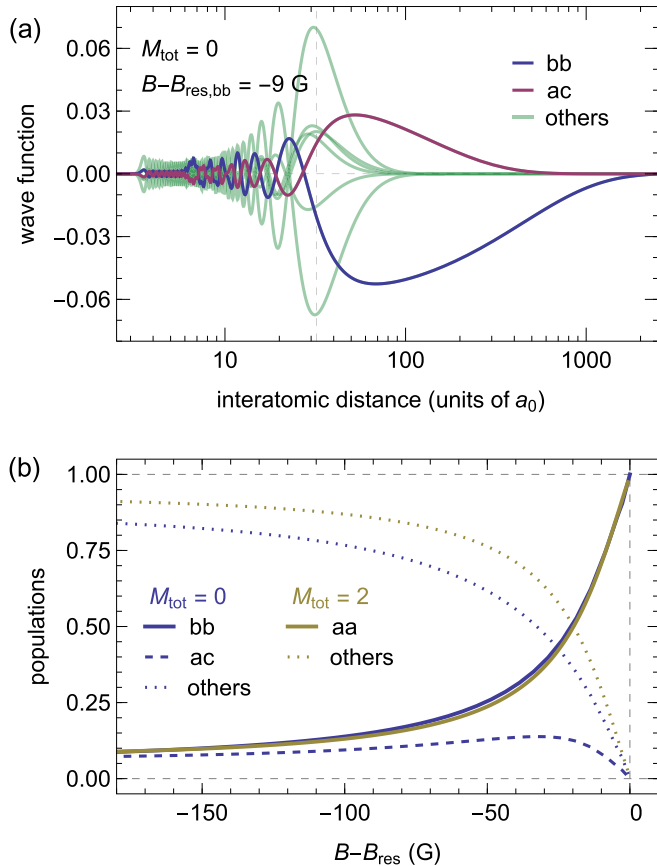 (a)
0.06
0.03
0.00
−0.03
−0.06
wave function
M_tot = 0
B−B_res,bb = −9 G
bb
ac
others
10
100
1000
interatomic distance (units of a_0)
(b)
1.00
0.75
0.50
0.25
0.00
populations
M_tot = 0
bb
ac
others
M_tot = 2
aa
others
−150
−100
−50
0
B−B_res (G)